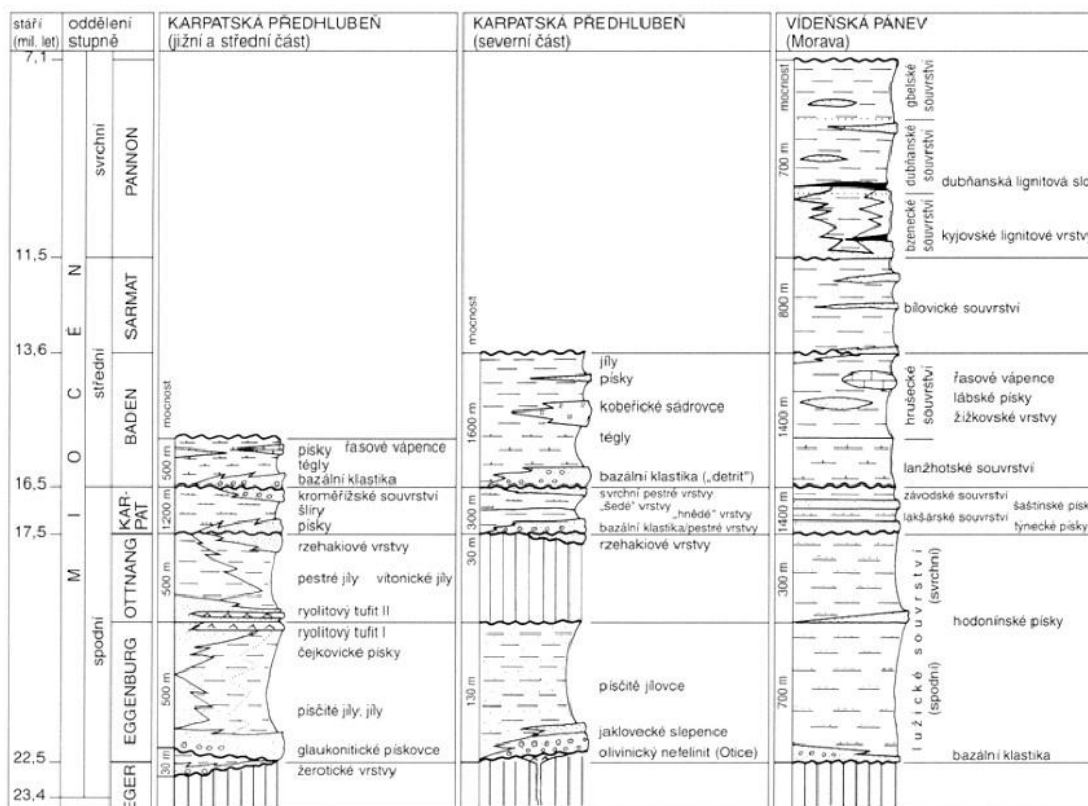 stáří
(mil. let)
oddělení
stupně
KARPATSKÁ PŘEDHLUBEŇ
(jižní a střední část)
KARPATSKÁ PŘEDHLUBEŇ
(severní část)
VÍDEŇSKÁ PÁNEV
(Morava)
7,1
11,5
13,6
16,5
17,5
22,5
23,4
MIOCÉN
svrchní
střední
spodní
PANNON
SARMAT
BADEN
KAR-
PAT
OTTNANG
EGGENBURG
EGER
mocnost
500 m
1200 m
500 m
500 m
30 m
písky řasové vápence
tégly
bazální klastika
kroměřížské souvrství
šlíry
písky
rzehakiové vrstvy
pestré jíly vítonické jíly
ryolitový tufit II
ryolitový tufit I
čejkovické písky
písčité jíly, jíly
glaukonitické pískovce
žerotické vrstvy
mocnost
1600 m
300 m
30 m
130 m
jíly
písky
kobeřické sádrovce
tégly
bazální klastika („detrit")
svrchní pestré vrstvy
„šedé" vrstvy
„hnědé" vrstvy
bazální klastika/pestré vrstvy
rzehakiové vrstvy
písčité jílovce
jaklovecké slepence
olivinický nefelinit (Otice)
mocnost
700 m
800 m
1400 m
1400 m
300 m
700 m
gbelské
souvrství
dubňanské
souvrství
bzenecké
souvrství
dubňanská lignitová slo
kyjovské lignitové vrstv
bílovické souvrství
hrušecké
souvrství
řasové vápence
lábské písky
žižkovské vrstvy
lanžhotské souvrství
závodské souvrství
šaštínské písk
lakšárské souvrství
týnecké písky
lužické souvrství
(spodní)
(svrchní)
hodonínské písky
bazální klastika